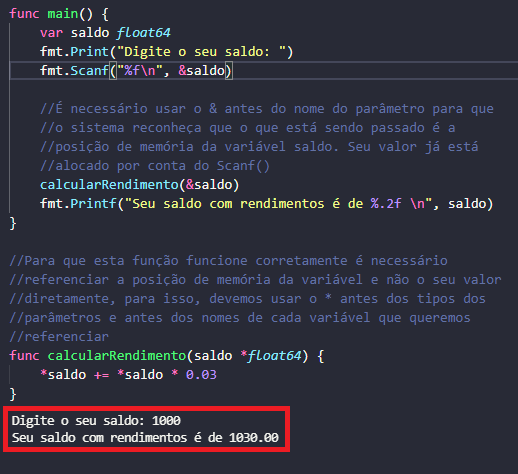 func main() {
var saldo float64
fmt.Print("Digite o seu saldo: ")
fmt.Scanf("%f\n", &saldo)
//É necessário usar o & antes do nome do parâmetro para que
//o sistema reconheça que o que está sendo passado é a
//posição de memória da variável saldo. Seu valor já está
//alocado por conta do Scanf()
calcularRendimento(&saldo)
fmt.Printf("Seu saldo com rendimentos é de %.2f \n", saldo)
}
//Para que esta função funcione corretamente é necessário
//referenciar a posição de memória da variável e não o seu valor
//diretamente, para isso, devemos usar o * antes dos tipos dos
//parâmetros e antes dos nomes de cada variável que queremos
//referenciar
func calcularRendimento(saldo *float64) {
*saldo += *saldo * 0.03
}
Digite o seu saldo: 1000
Seu saldo com rendimentos é de 1030.00